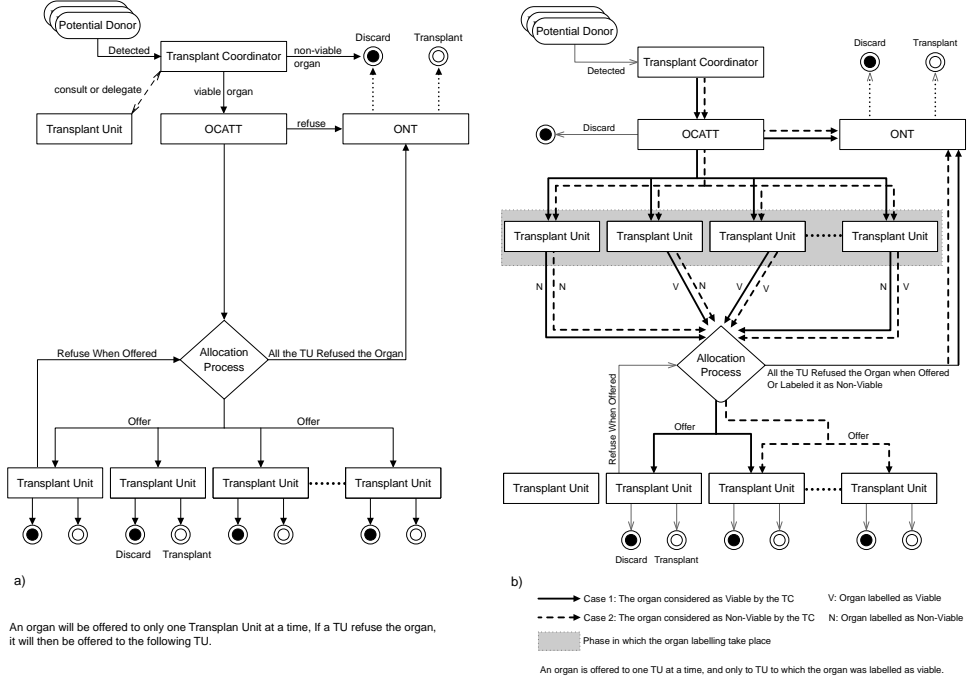 Potential Donor
Detected
Transplant Coordinator
non-viable
organ
Discard
Transplant
consult or delegate
viable organ
Transplant Unit
OCATT
refuse
ONT
Refuse When Offered
Allocation
Process
All the TU Refused the Organ
Offer
Offer
Transplant Unit
Transplant Unit
Transplant Unit
Transplant Unit
Discard
Transplant
a)
An organ will be offered to only one Transplan Unit at a time, If a TU refuse the organ,
it will then be offered to the following TU.
Potential Donor
Detected
Transplant Coordinator
Discard
Transplant
Discard
OCATT
ONT
Transplant Unit
Transplant Unit
Transplant Unit
Transplant Unit
N
N
V
N
V
V
N
V
Allocation
Process
All the TU Refused the Organ when Offered
Or Labeled it as Non-Viable
Refuse When Offered
Offer
Offer
Transplant Unit
Transplant Unit
Transplant Unit
Transplant Unit
Discard
Transplant
b)
Case 1: The organ considered as Viable by the TC
V: Organ labelled as Viable
Case 2: The organ considered as Non-Viable by the TC
N: Organ labelled as Non-Viable
Phase in which the organ labelling take place
An organ is offered to one TU at a time, and only to TU to which the organ was labelled as viable.